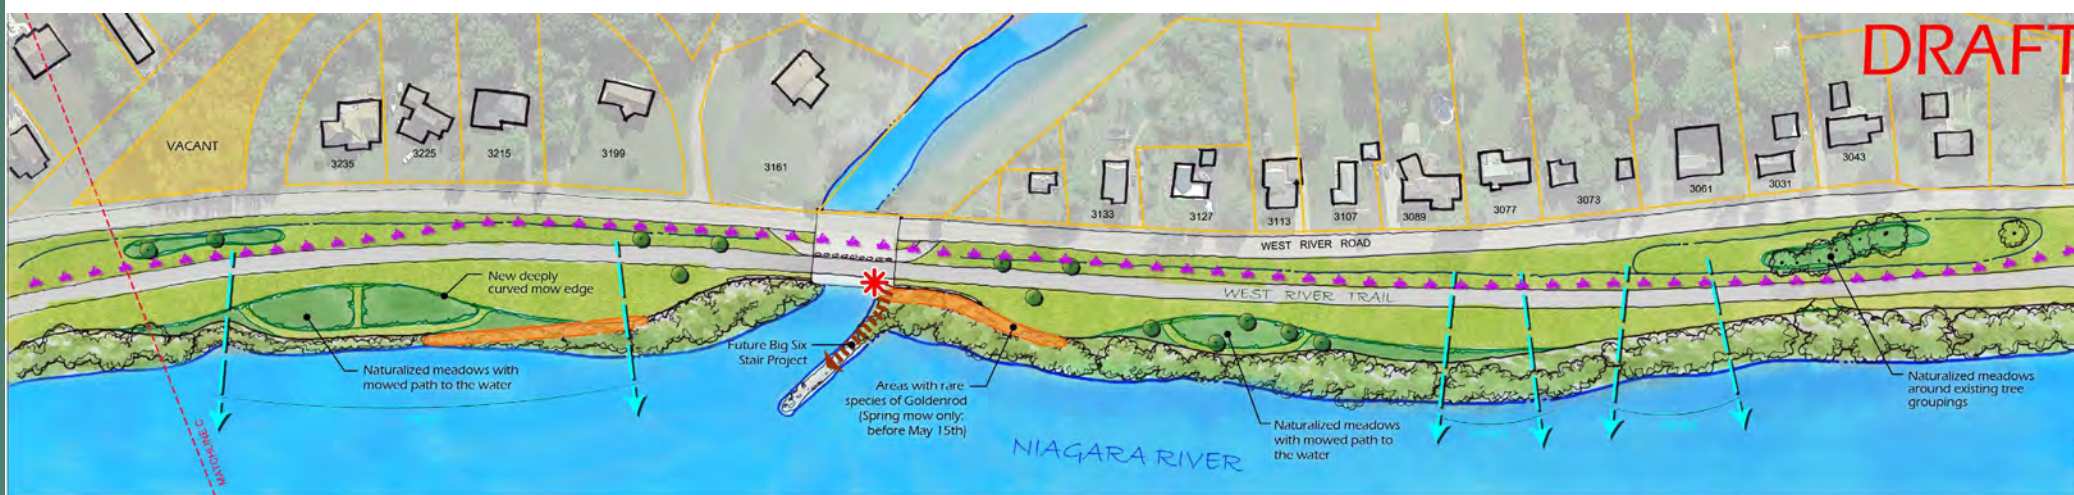 DRAFT
VACANT
3235
3225
3215
3199
3161
3133
3127
3113
3107
3089
3077
3073
3061
3031
3043
WEST RIVER ROAD
WEST RIVER TRAIL
New deeply
curved mow edge
Naturalized meadows with
mowed path to the water
Future Big Six
Stair Project
Areas with rare
species of Goldenrod
(Spring mow only;
before May 15th)
Naturalized meadows
with mowed path to
the water
Naturalized meadows
around existing tree
groupings
NIAGARA RIVER
MATCHLINE C